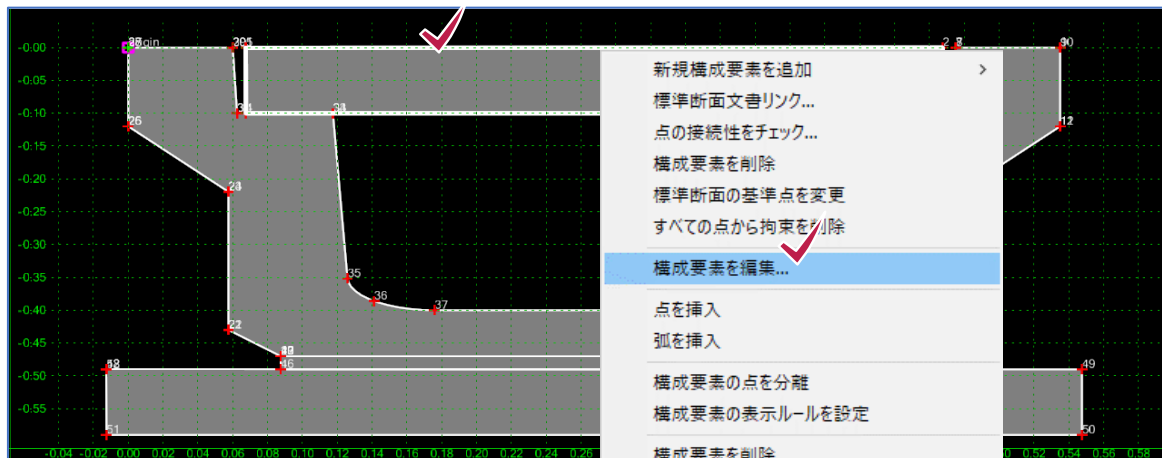 -0.00
-0.05
-0.10
-0.15
-0.20
-0.25
-0.30
-0.35
-0.40
-0.45
-0.50
-0.55
-0.04 -0.02 0.00 0.02 0.04 0.06 0.08 0.10 0.12 0.14 0.16 0.18 0.20 0.22 0.24 0.26
0.52 0.54 0.56 0.58
35
36
37
49
50
新規構成要素を追加
標準断面文書リンク...
点の接続性をチェック...
構成要素を削除
標準断面の基準点を変更
すべての点から拘束を削除
構成要素を編集...
点を挿入
弧を挿入
構成要素の点を分離
構成要素の表示ルールを設定
構成要素を削除